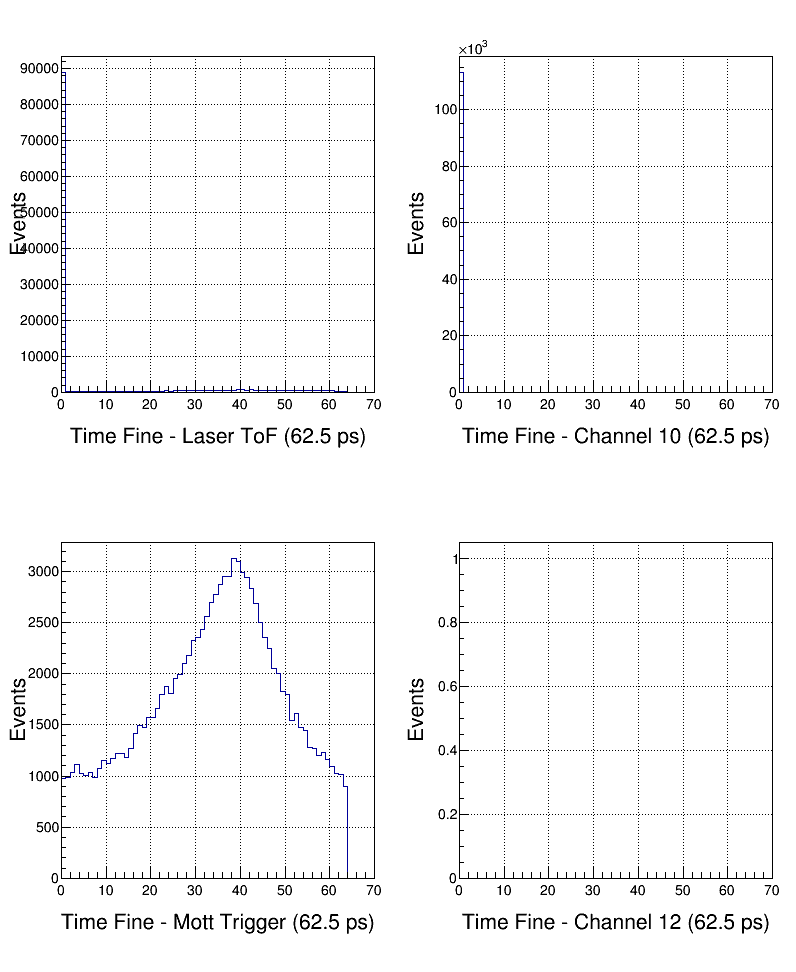 90000
80000
70000
60000
50000
40000
30000
20000
10000
0
Events
0 10 20 30 40 50 60 70
Time Fine - Laser ToF (62.5 ps)
×10³
100
80
60
40
20
0
Events
0 10 20 30 40 50 60 70
Time Fine - Channel 10 (62.5 ps)
3000
2500
2000
1500
1000
500
0
Events
0 10 20 30 40 50 60 70
Time Fine - Mott Trigger (62.5 ps)
1
0.8
0.6
0.4
0.2
0
Events
0 10 20 30 40 50 60 70
Time Fine - Channel 12 (62.5 ps)